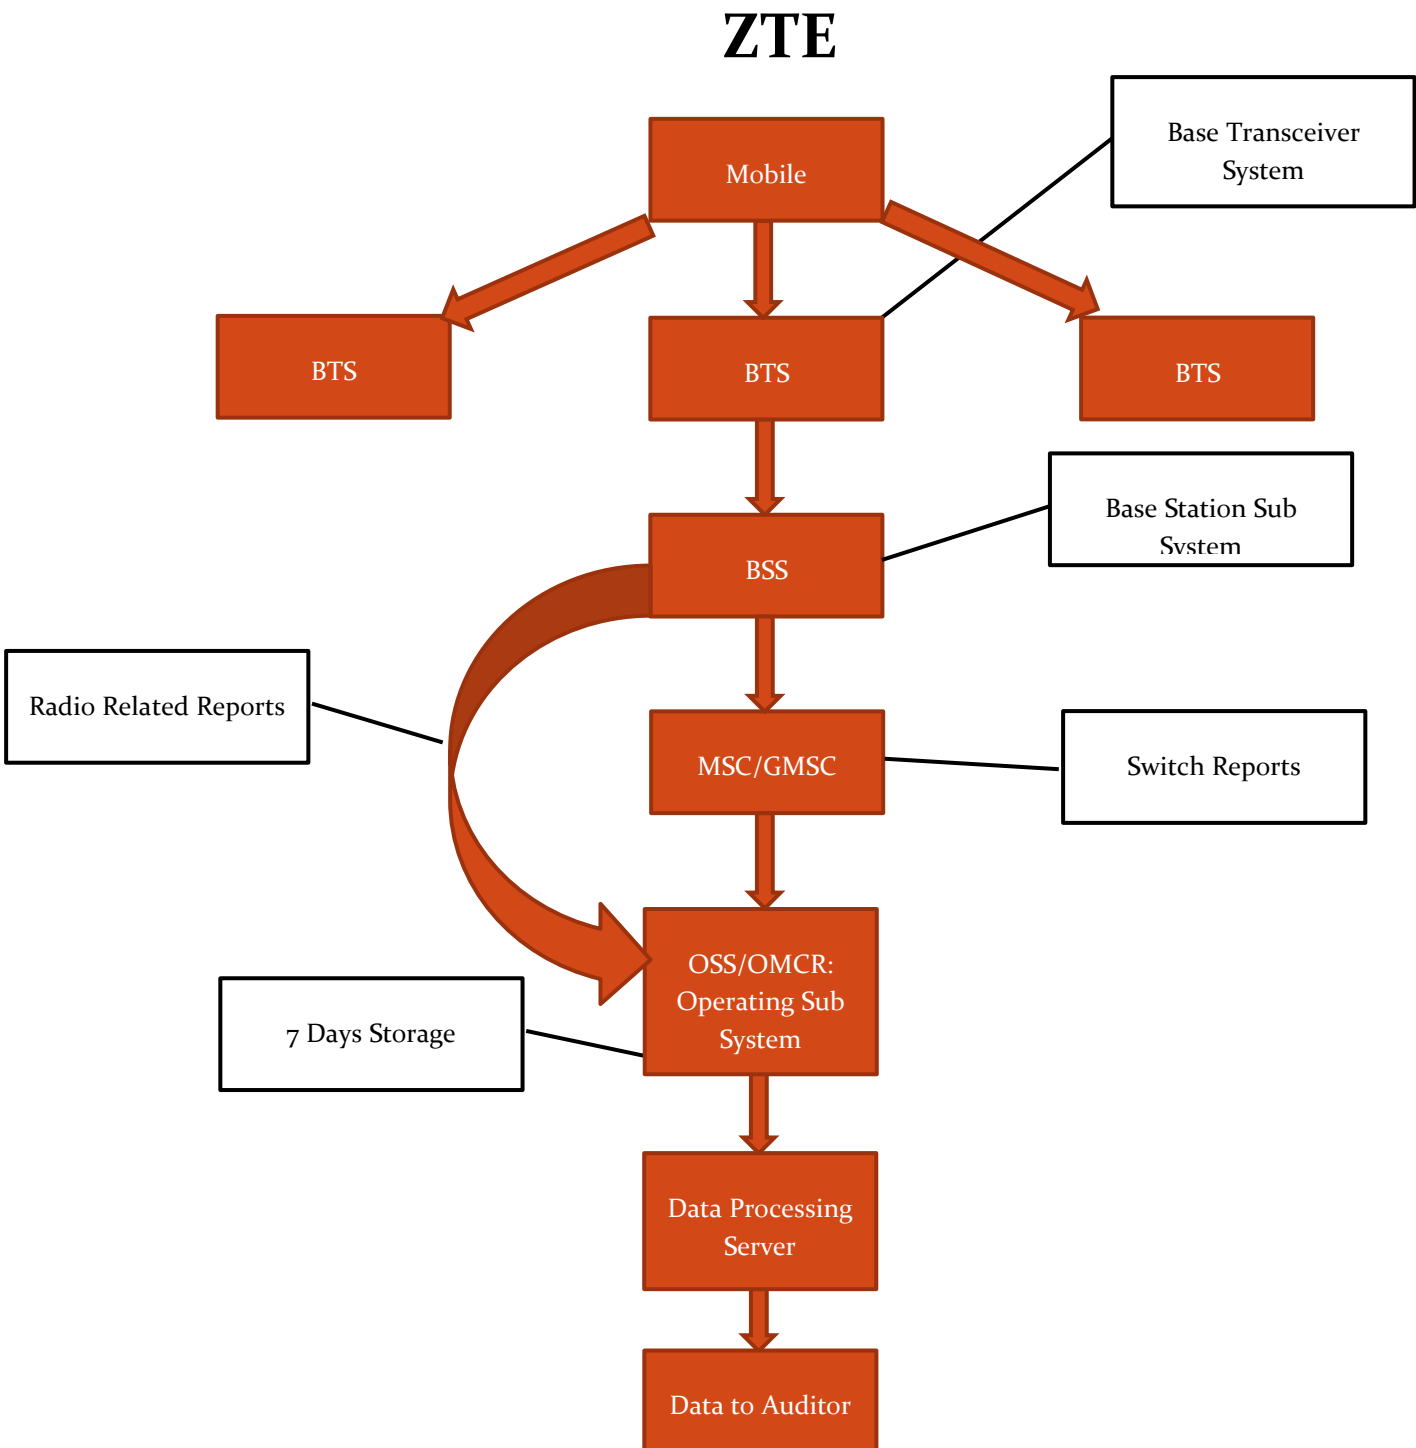 ZTE
Base Transceiver
System
Mobile
BTS
BTS
BTS
Base Station Sub
System
BSS
Radio Related Reports
MSC/GMSC
Switch Reports
OSS/OMCR:
Operating Sub
System
7 Days Storage
Data Processing
Server
Data to Auditor